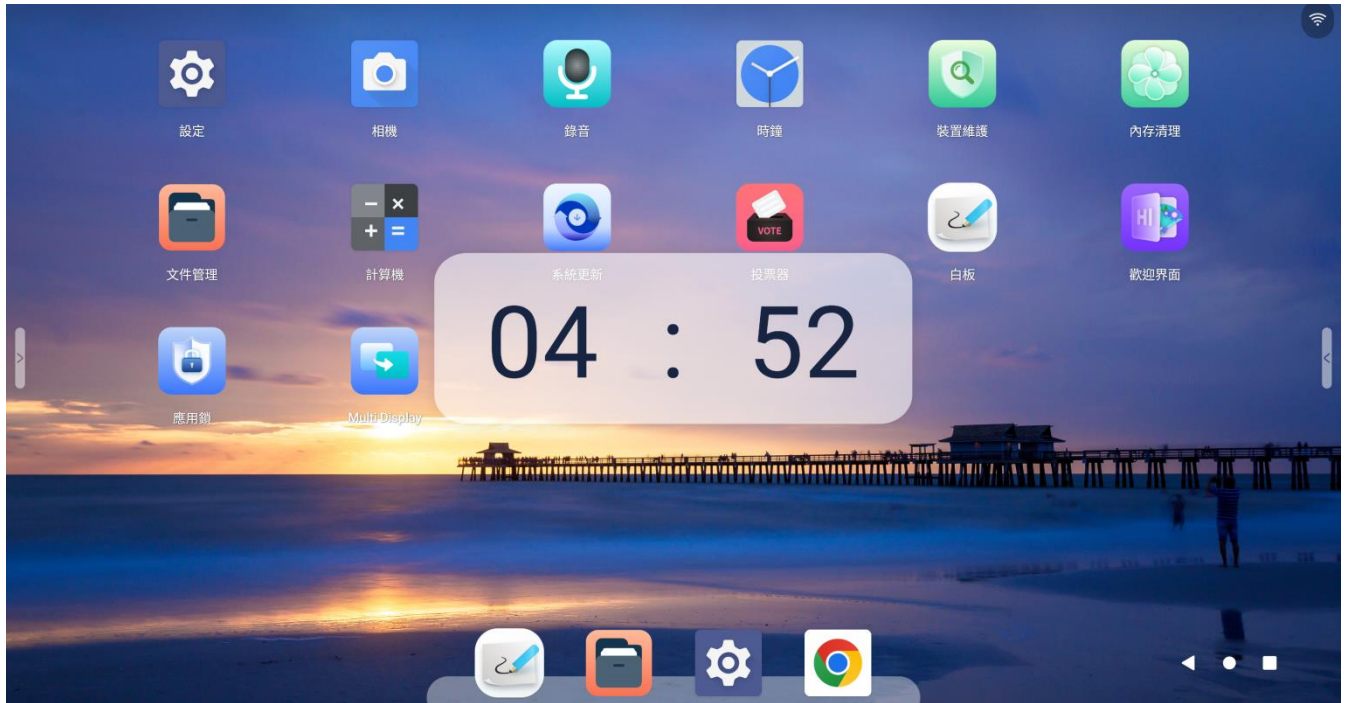 設定
相機
錄音
時鐘
裝置維護
內存清理
文件管理
計算機
系統更新
VOTE
投票器
白板
HI
歡迎界面
04 : 52
應用鎖
Multi-Display